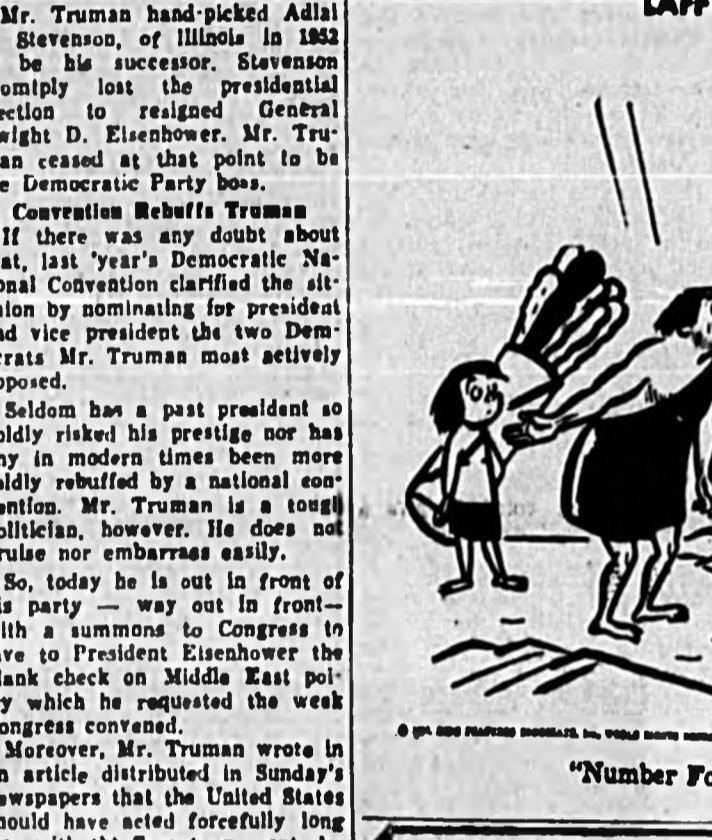 Mr. Truman hand-picked Adlai
Stevenson, of Illinois in 1952
be his successor. Stevenson
omtply lost the presidential
ection to resigned General
wight D. Eisenhower. Mr. Tru-
an ceased at that point to be
e Democratic Party boss.
Convention Rebuffs Truman
If there was any doubt about
at, last 'year's Democratic Na-
onal Convention clarified the sit-
tion by nominating for president
nd vice president the two Dem-
crats Mr. Truman most actively
pposed.
Seldom has a past president so
oldly risked his prestige nor has
ny in modern times been more
oldly rebuffed by a national con-
ention. Mr. Truman is a tough
olitician, however. He does not
ruise nor embarrass easily.
So, today he is out in front of
is party — way out in front—
ith a summons to Congress to
ave to President Eisenhower the
lank check on Middle East pol-
y which he requested the week
ongress convened.
Moreover, Mr. Truman wrote in
n article distributed in Sunday's
ewspapers that the United States
hould have acted forcefully long
LAFF
"Number Fo